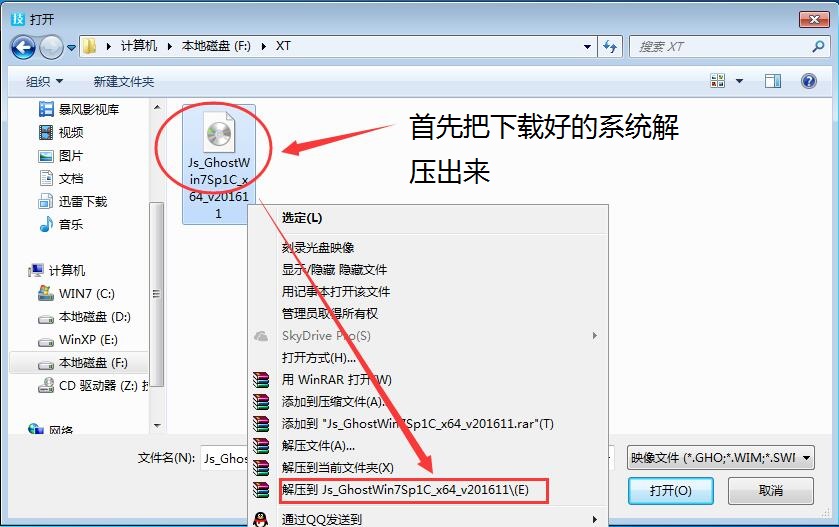 打开
计算机
本地磁盘 (F:)
XT
搜索 XT
组织
新建文件夹
暴风影视库
视频
图片
文档
迅雷下载
音乐
计算机
WIN7 (C:)
本地磁盘 (D:)
WinXP (E:)
本地磁盘 (F:)
CD 驱动器 (Z:)
网络
Js_GhostW
in7Sp1C_x
64_v20161
1
首先把下载好的系统解
压出来
选定(L)
刻录光盘映像
显示/隐藏 隐藏文件
用记事本打开该文件
管理员取得所有权
SkyDrive Pro(S)
打开方式(H)...
用 WinRAR 打开(W)
添加到压缩文件(A)...
添加到 "Js_GhostWin7Sp1C_x64_v201611.rar"(T)
解压文件(A)...
解压到当前文件夹(X)
解压到 Js_GhostWin7Sp1C_x64_v201611\(E)
通过QQ发送到
文件名(N):
Js_Ghos
映像文件 (*.GHO;*.WIM;*.SWI
打开(O)
取消